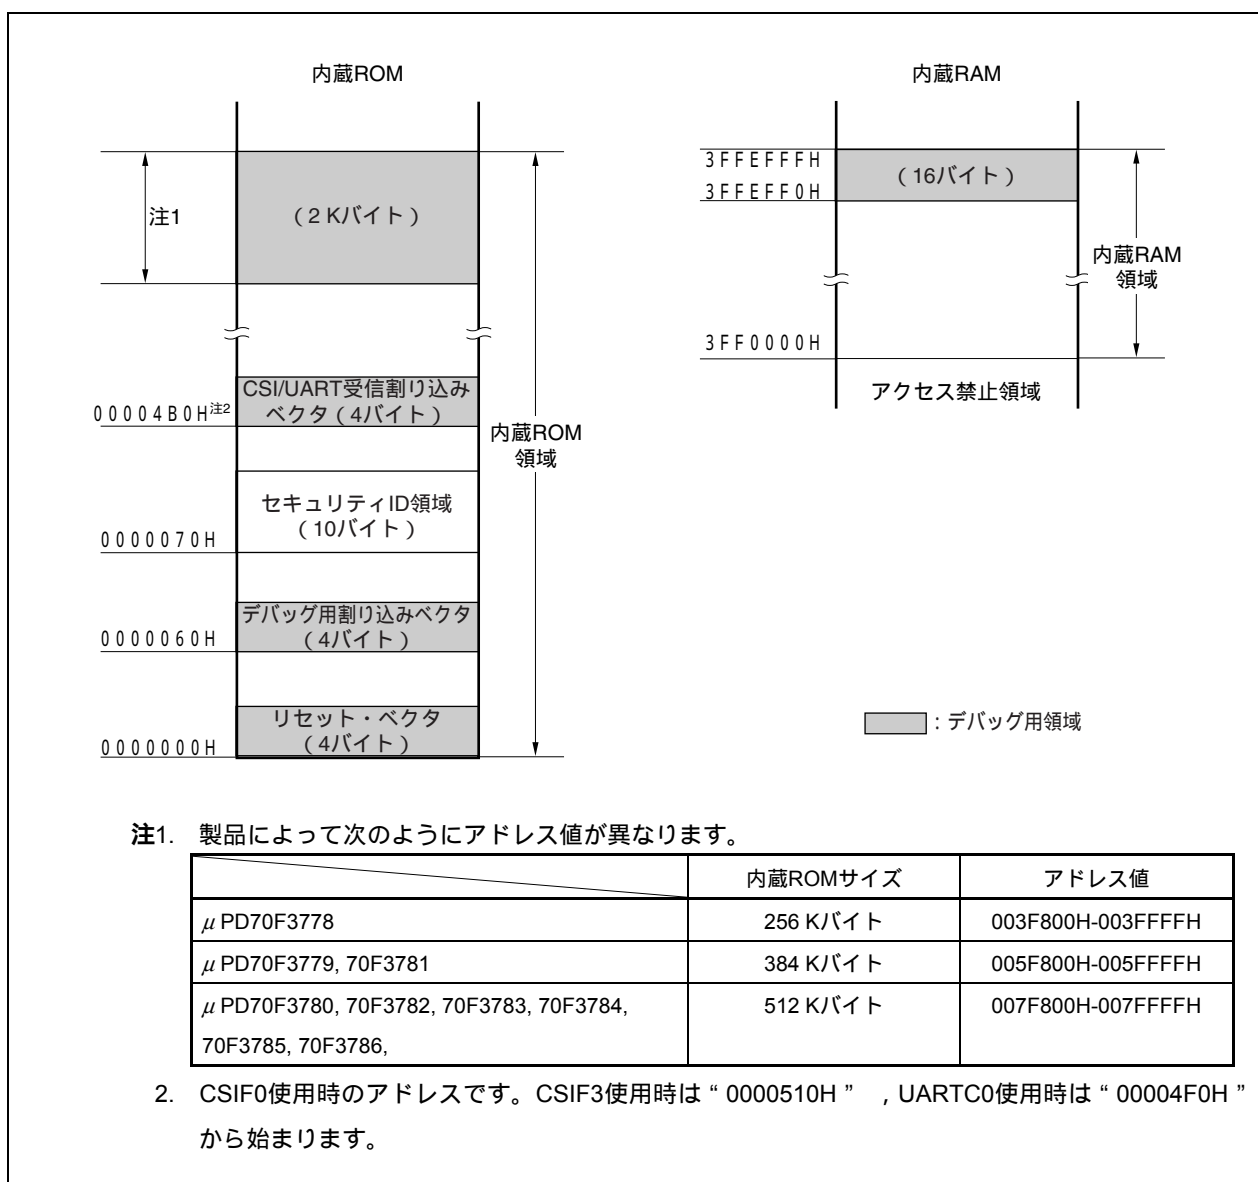 内蔵ROM
注1
(2 Kバイト)
CSI/UART受信割り込み
ベクタ(4バイト)
00004B0H注2
内蔵ROM
領域
セキュリティID領域
(10バイト)
0000070H
デバッグ用割り込みベクタ
(4バイト)
0000060H
リセット・ベクタ
(4バイト)
0000000H
内蔵RAM
3FFEFFFH
(16バイト)
3FFEFF0H
内蔵RAM
領域
3FF0000H
アクセス禁止領域
:デバッグ用領域
注1. 製品によって次のようにアドレス値が異なります。
内蔵ROMサイズ アドレス値
μPD70F3778 256 Kバイト 003F800H-003FFFFH
μPD70F3779, 70F3781 384 Kバイト 005F800H-005FFFFH
μPD70F3780, 70F3782, 70F3783, 70F3784, 512 Kバイト 007F800H-007FFFFH
70F3785, 70F3786,
2. CSIF0使用時のアドレスです。CSIF3使用時は“0000510H”,UARTC0使用時は“00004F0H”
から始まります。